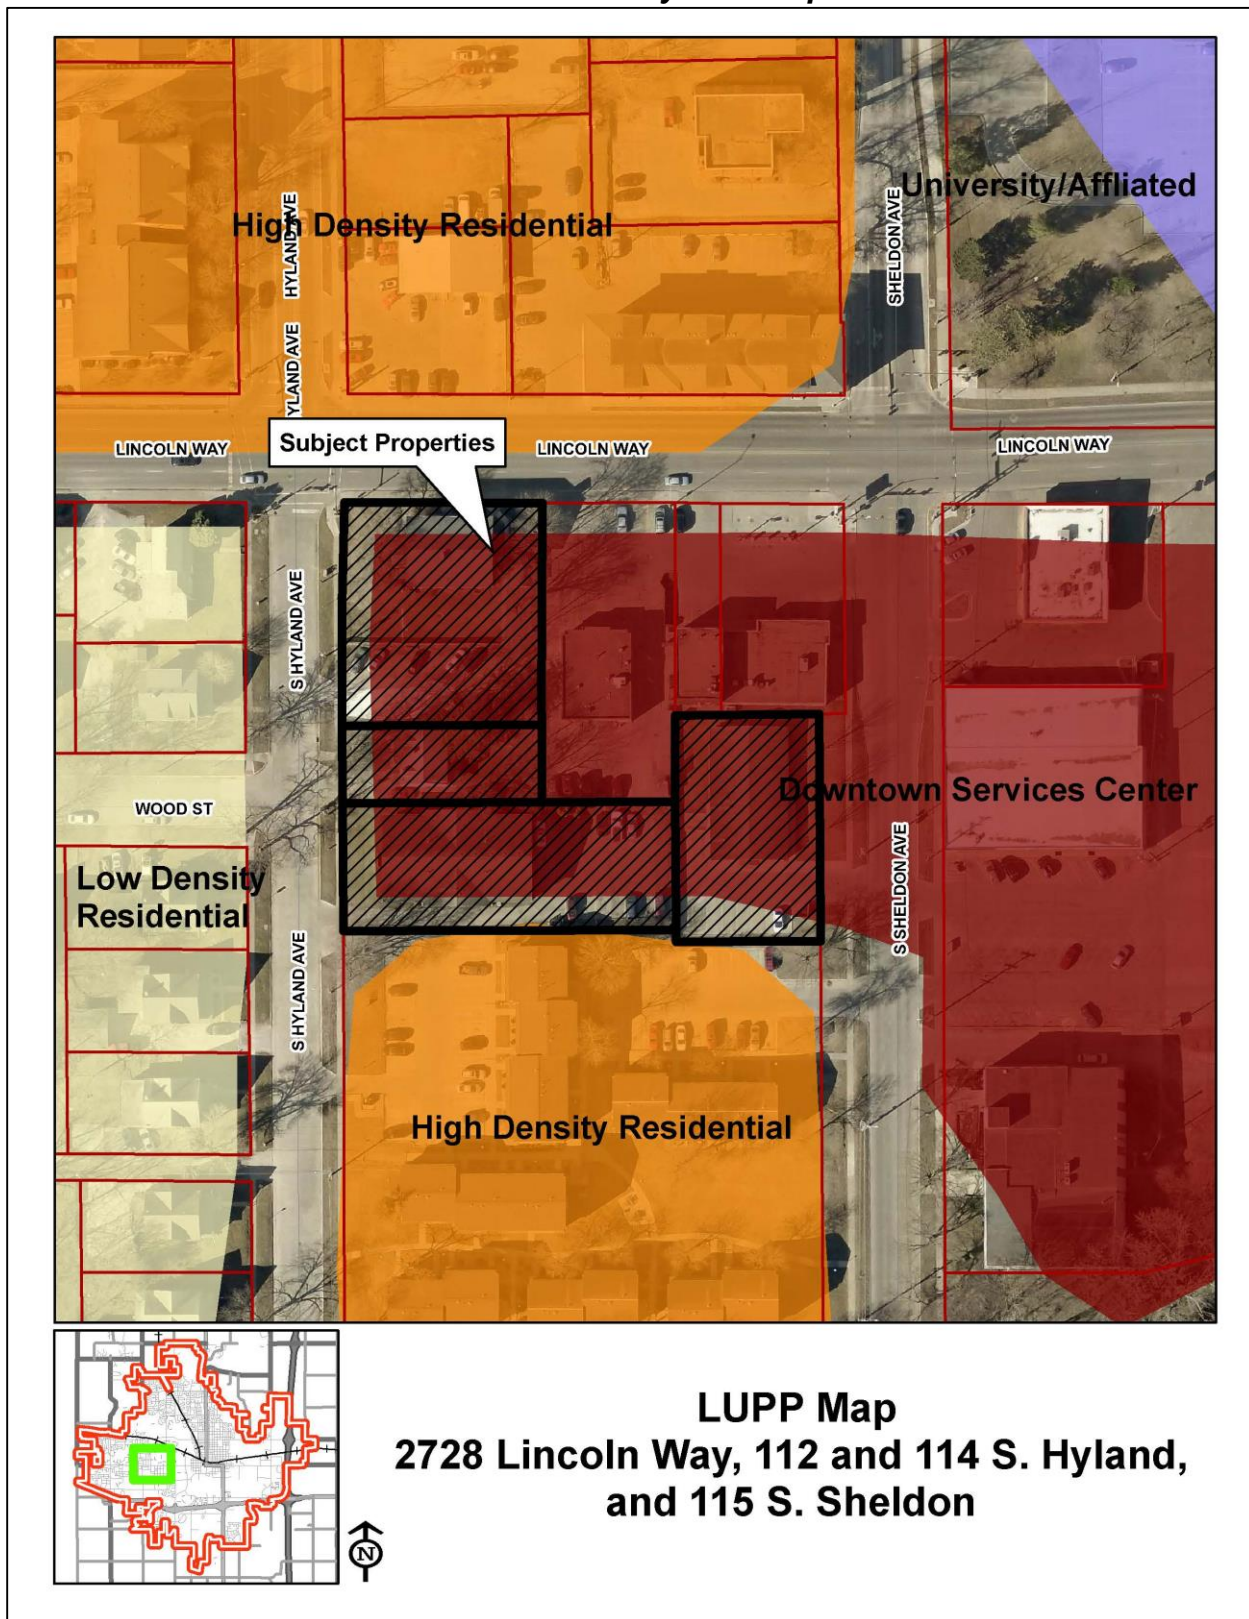 High Density Residential
University/Affliated
HYLAND AVE
SHELDON AVE
YLAND AVE
Subject Properties
LINCOLN WAY
LINCOLN WAY
LINCOLN WAY
S HYLAND AVE
WOOD ST
Downtown Services Center
S SHELDON AVE
Low Density
Residential
S HYLAND AVE
High Density Residential
LUPP Map
2728 Lincoln Way, 112 and 114 S. Hyland,
and 115 S. Sheldon
N